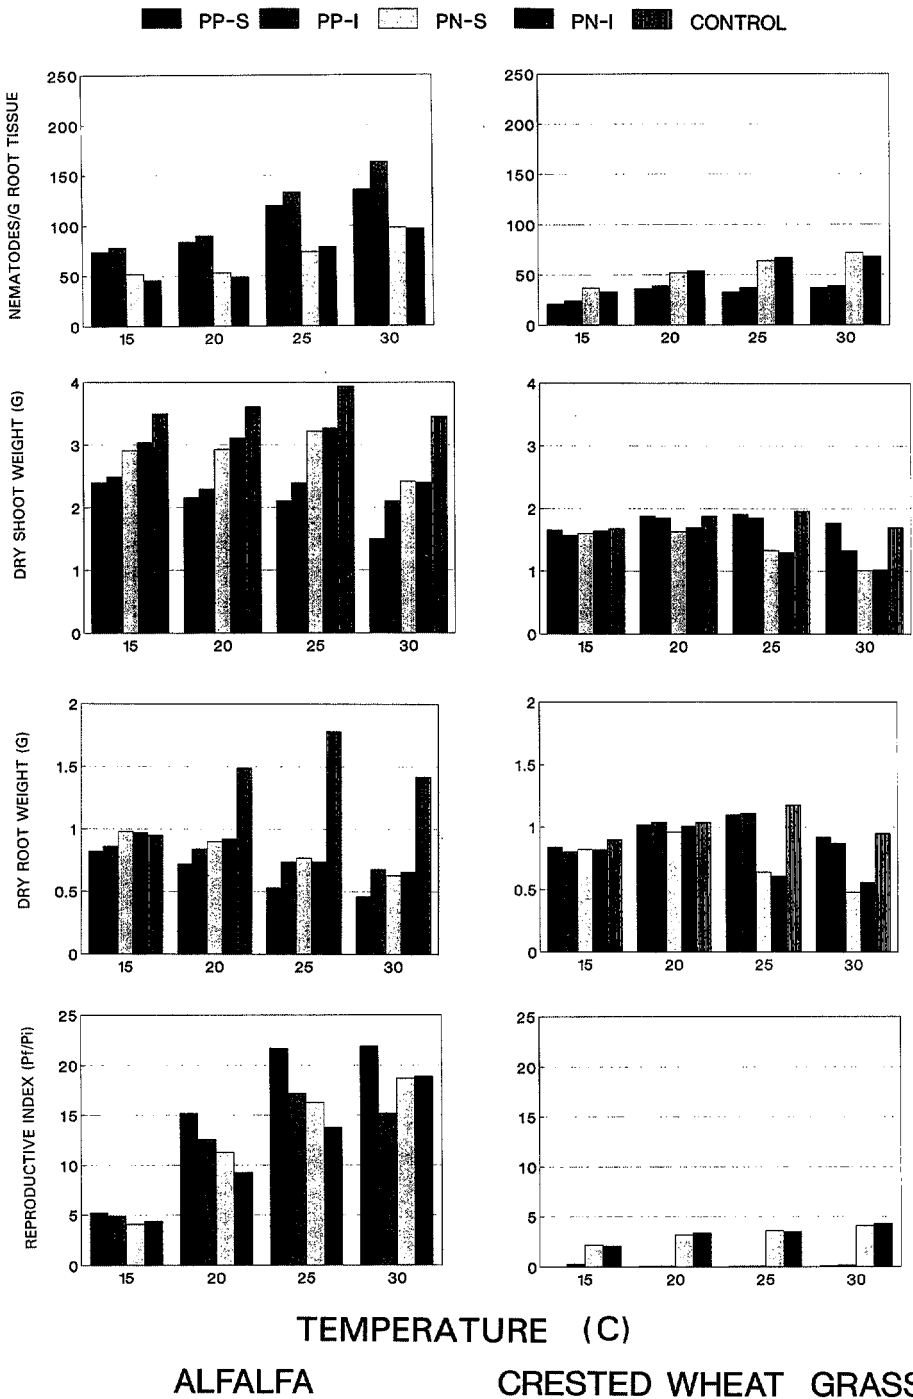 PP-S PP-I PN-S PN-I CONTROL
NEMATODES/G ROOT TISSUE
250
200
150
100
50
0
15 20 25 30
250
200
150
100
50
0
15 20 25 30
DRY SHOOT WEIGHT (G)
4
3
2
1
0
15 20 25 30
4
3
2
1
0
15 20 25 30
DRY ROOT WEIGHT (G)
2
1.5
1
0.5
0
15 20 25 30
2
1.5
1
0.5
0
15 20 25 30
REPRODUCTIVE INDEX (Pf/Pi)
25
20
15
10
5
0
15 20 25 30
25
20
15
10
5
0
15 20 25 30
TEMPERATURE (C)
ALFALFA CRESTED WHEAT GRASS